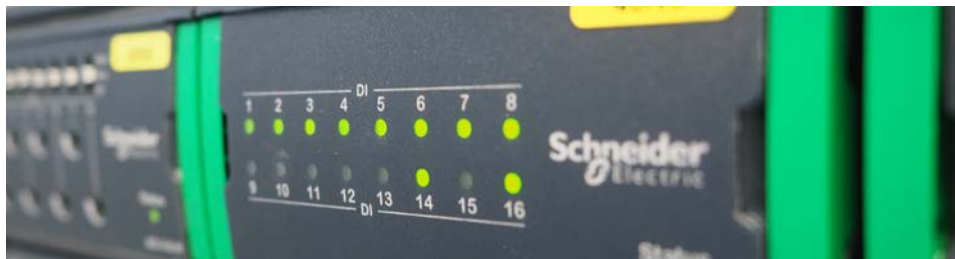 DI
1 2 3 4 5 6 7 8
9 10 11 12 13 14 15 16
DI
Schneider
Electric
Schneider
Status